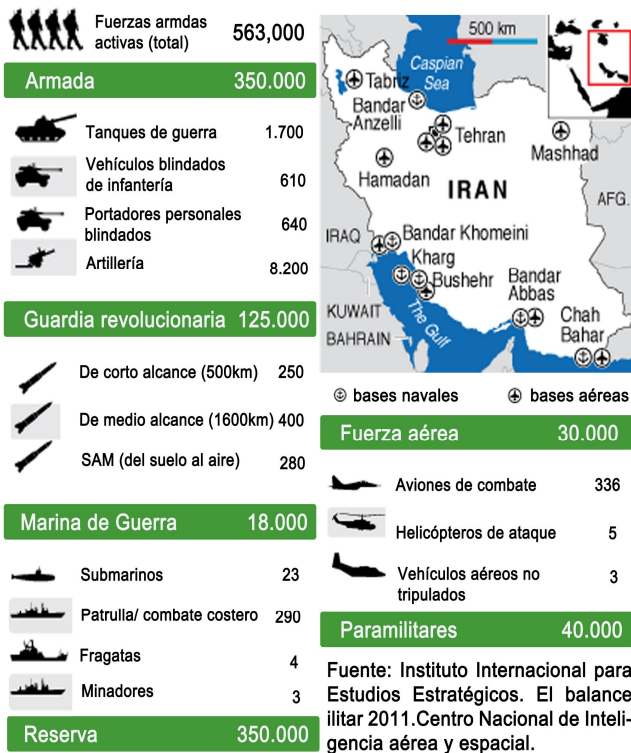 Fuerzas armdas
activas (total)
563,000
Armada 350.000
Tanques de guerra 1.700
Vehículos blindados
de infantería 610
Portadores personales
blindados 640
Artillería 8.200
Guardia revolucionaria 125.000
De corto alcance (500km) 250
De medio alcance (1600km) 400
SAM (del suelo al aire) 280
Marina de Guerra 18.000
Submarinos 23
Patrulla/ combate costero 290
Fragatas 4
Minadores 3
Reserva 350.000
500 km
Caspian
Sea
Tabriz
Bandar
Anzelli
Tehran
Mashhad
Hamadan
IRAN
AFG.
IRAQ
Bandar Khomeini
Kharg
Bushehr
Bandar
Abbas
KUWAIT
The Gulf
Chah
Bahar
BAHRAIN
bases navales
bases aéreas
Fuerza aérea 30.000
Aviones de combate 336
Helicópteros de ataque 5
Vehículos aéreos no
tripulados 3
Paramilitares 40.000
Fuente: Instituto Internacional para
Estudios Estratégicos. El balance
ilitar 2011.Centro Nacional de Inteli-
gencia aérea y espacial.